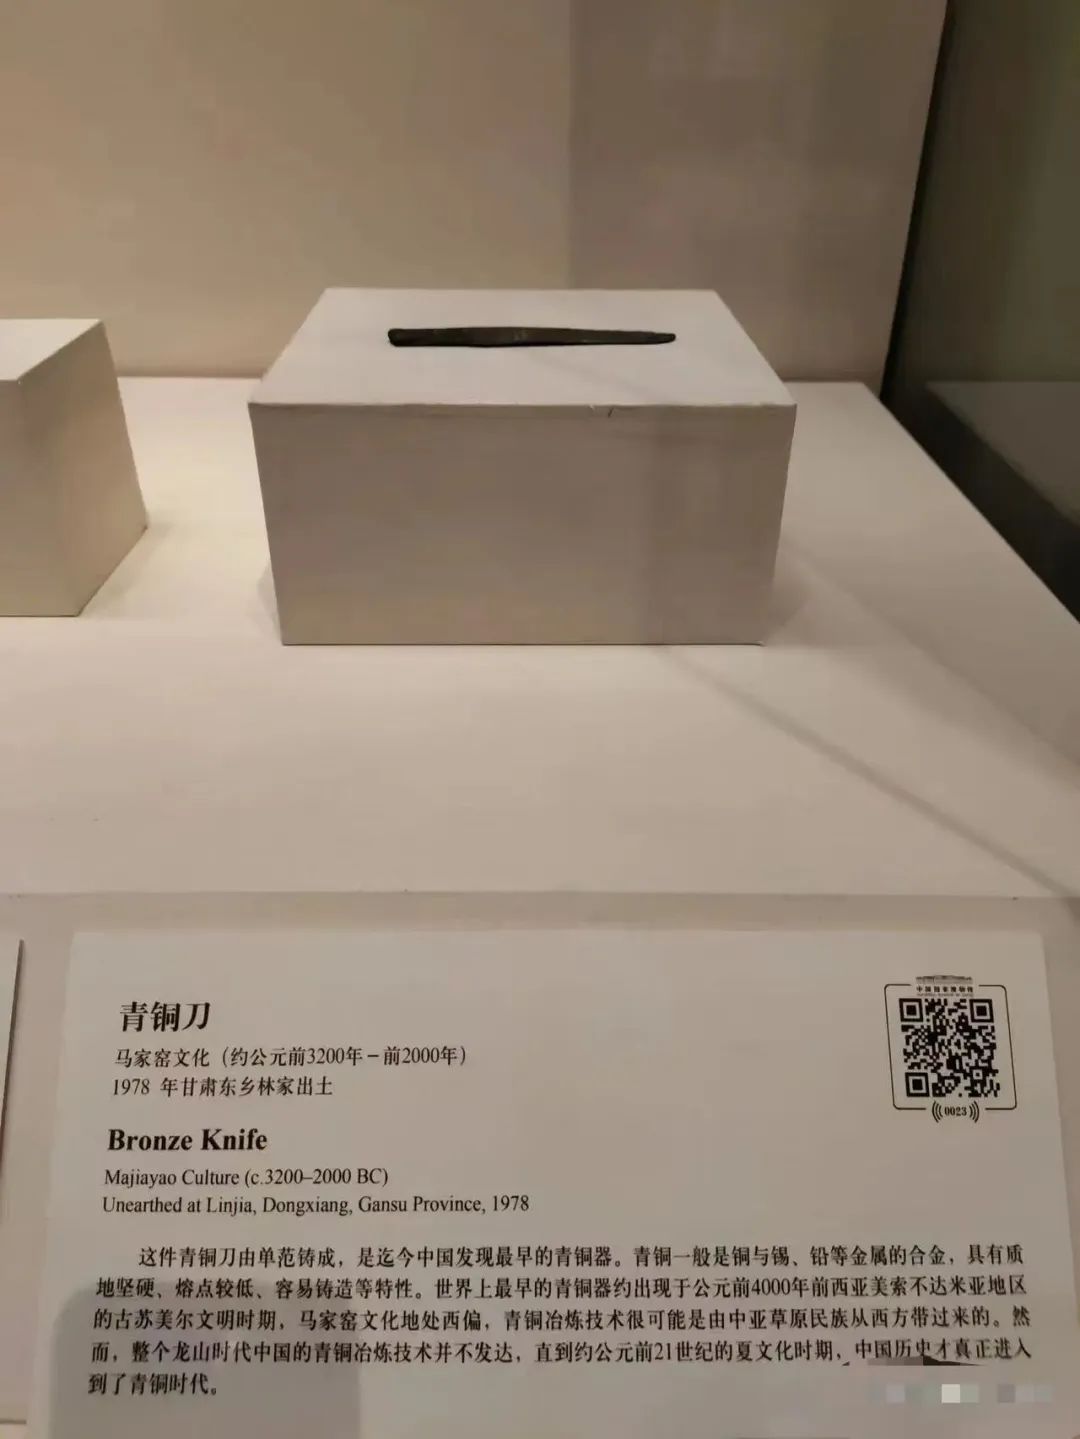 青铜刀
马家窑文化（约公元前3200年－前2000年）
1978 年甘肃东乡林家出土
Bronze Knife
Majiayao Culture (c.3200–2000 BC)
Unearthed at Linjia, Dongxiang, Gansu Province, 1978
这件青铜刀由单范铸成，是迄今中国发现最早的青铜器。青铜一般是铜与锡、铅等金属的合金，具有质
地坚硬、熔点较低、容易铸造等特性。世界上最早的青铜器约出现于公元前4000年前西亚美索不达米亚地区
的古苏美尔文明时期，马家窑文化地处西偏，青铜冶炼技术很可能是由中亚草原民族从西方带过来的。然
而，整个龙山时代中国的青铜冶炼技术并不发达，直到约公元前21世纪的夏文化时期，中国历史才真正进入
到了青铜时代。
中国国家博物馆
0023